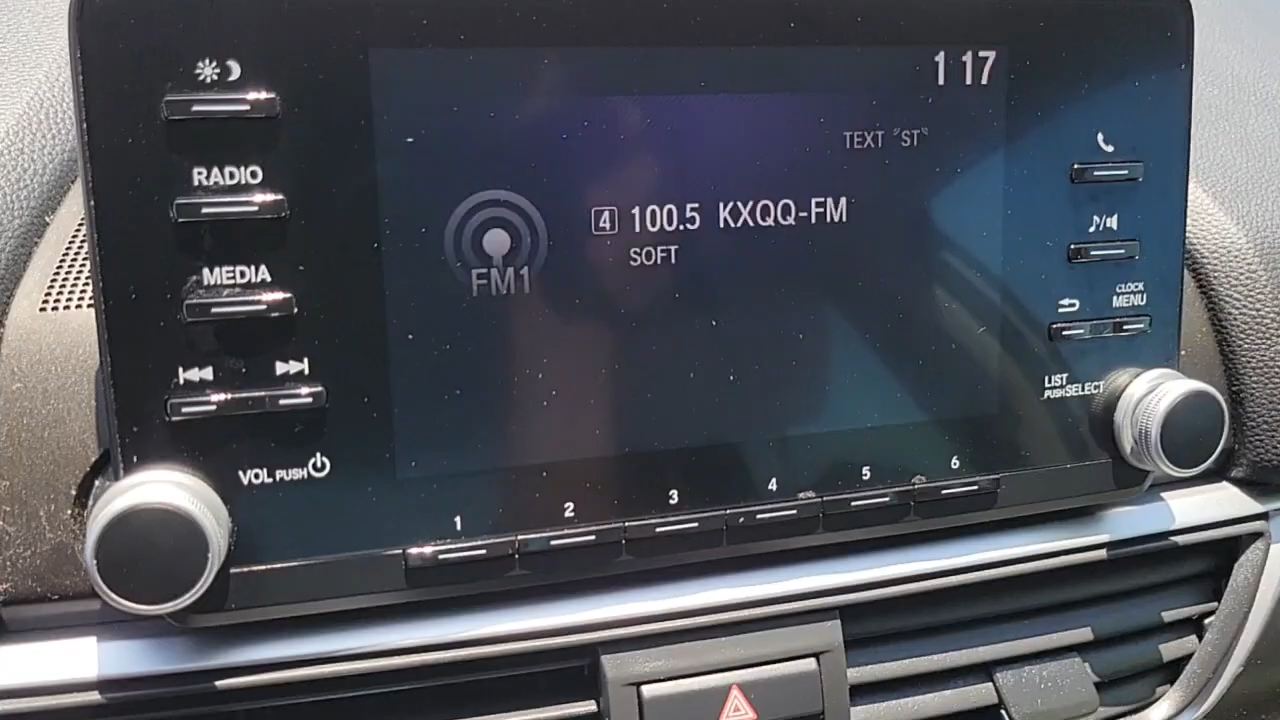 1 17
TEXT "ST"
RADIO
4 100.5 KXQQ-FM
SOFT
FM1
MEDIA
CLOCK
MENU
LIST
PUSH SELECT
VOL PUSH
1 2 3 4 5 6